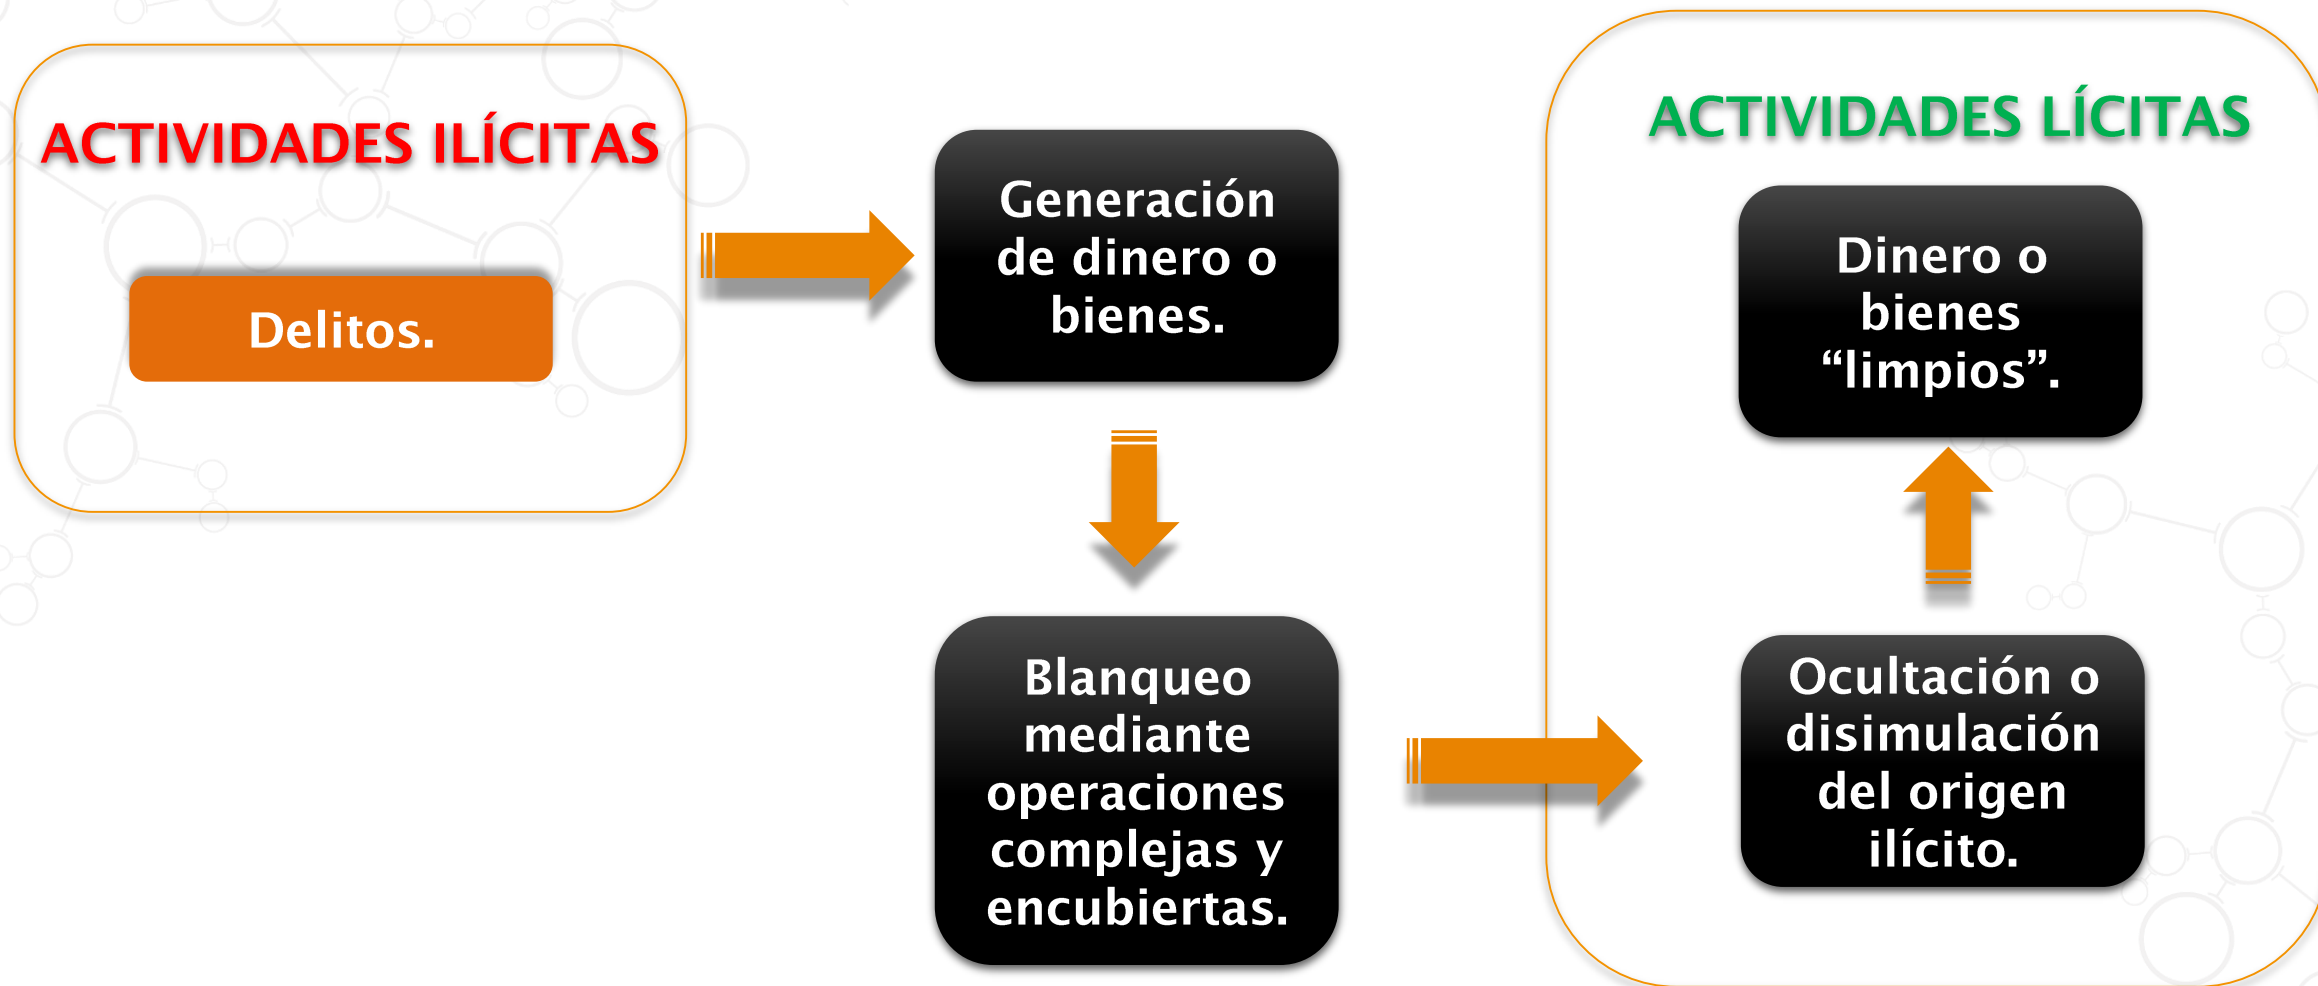 ACTIVIDADES ILÍCITAS
Delitos.
Generación
de dinero o
bienes.
Blanqueo
mediante
operaciones
complejas y
encubiertas.
ACTIVIDADES LÍCITAS
Dinero o
bienes
“limpios”.
Ocultación o
disimulación
del origen
ilícito.